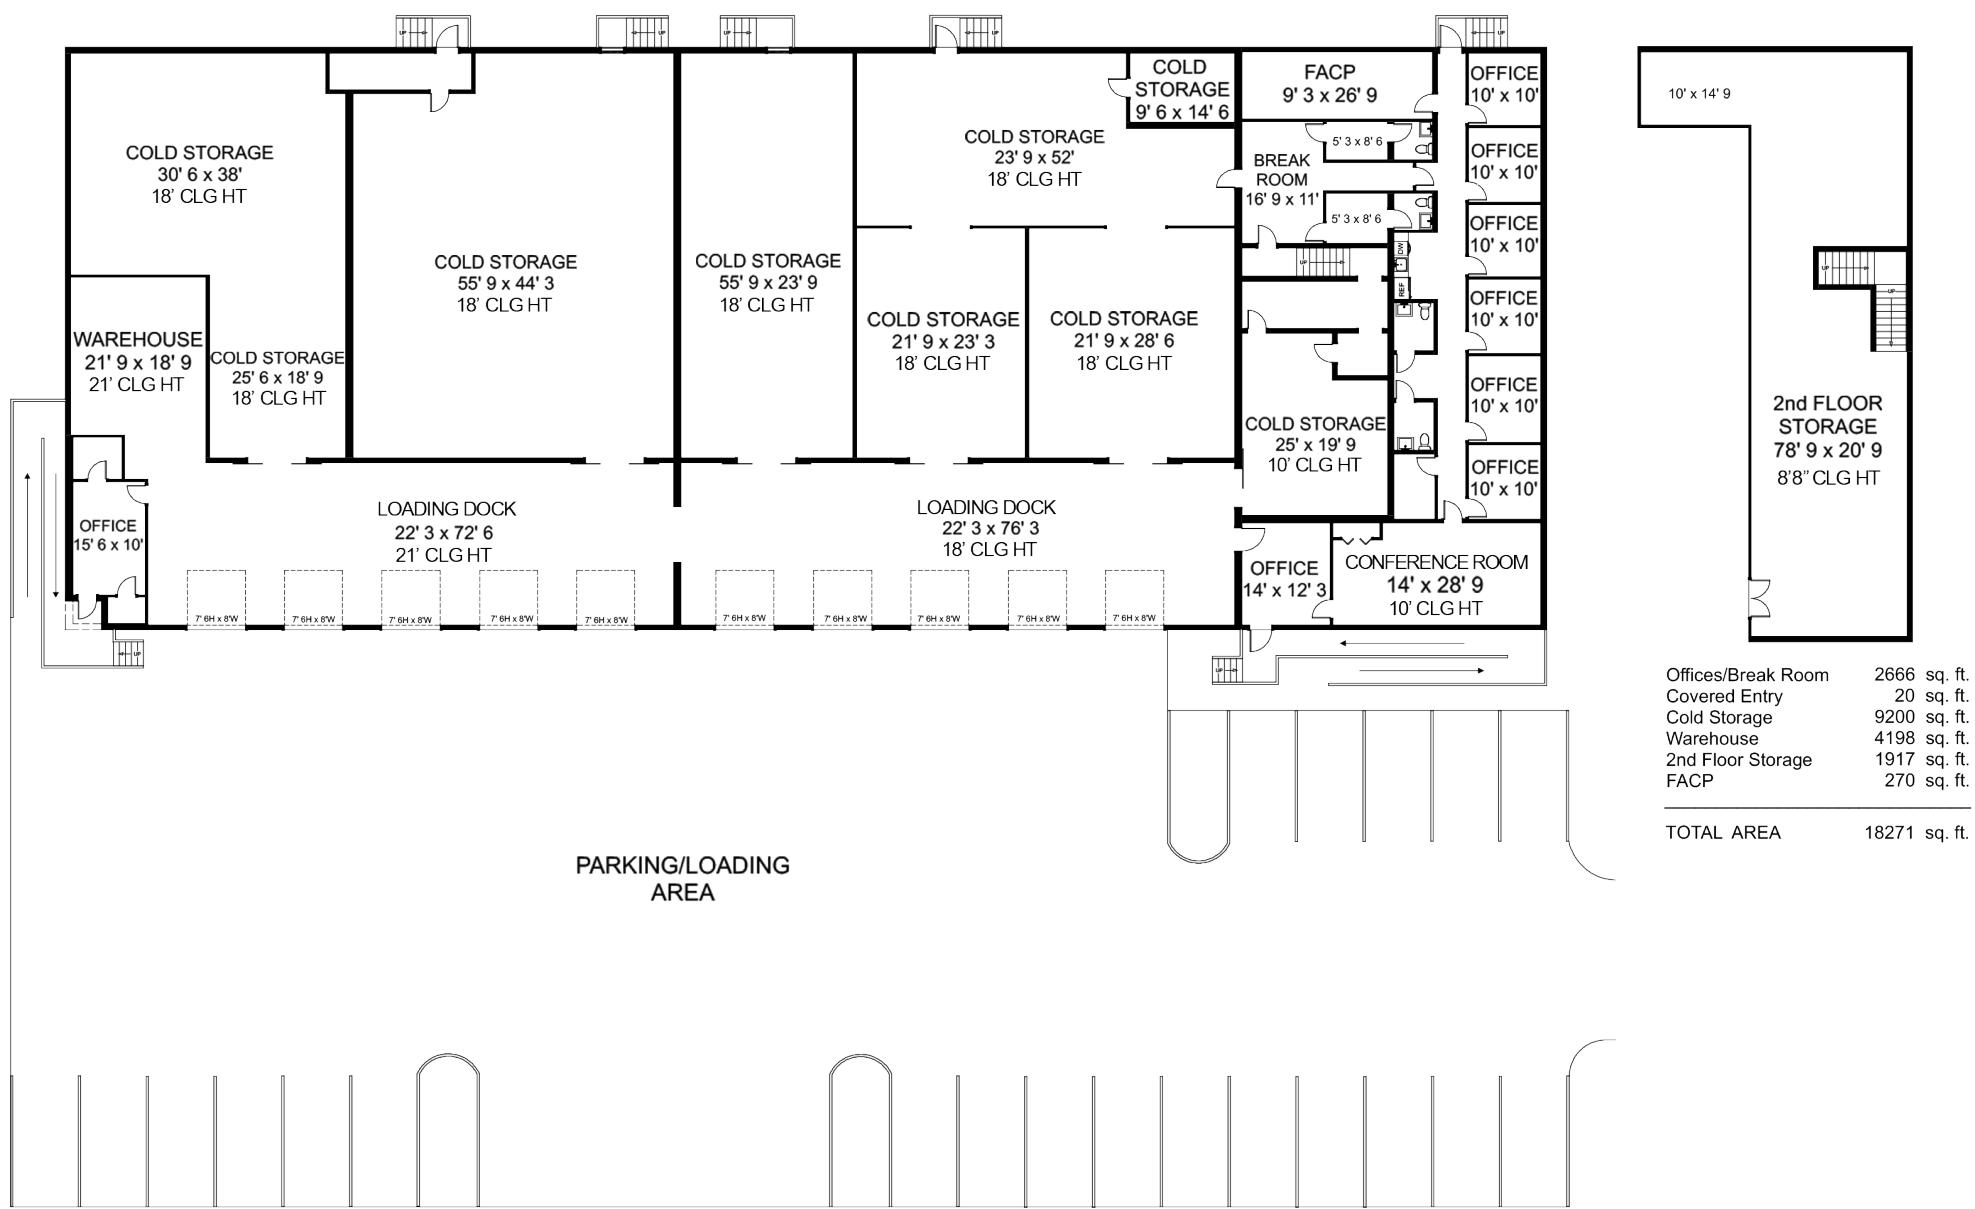 UP
UP
UP
UP
UP
COLD STORAGE
30' 6 x 38'
18' CLG HT
WAREHOUSE
21' 9 x 18' 9
21' CLG HT
COLD STORAGE
25' 6 x 18' 9
18' CLG HT
COLD STORAGE
55' 9 x 44' 3
18' CLG HT
COLD STORAGE
55' 9 x 23' 9
18' CLG HT
COLD STORAGE
23' 9 x 52'
18' CLG HT
COLD
STORAGE
9' 6 x 14' 6
COLD STORAGE
21' 9 x 23' 3
18' CLG HT
COLD STORAGE
21' 9 x 28' 6
18' CLG HT
FACP
9' 3 x 26' 9
BREAK
ROOM
16' 9 x 11'
5' 3 x 8' 6
5' 3 x 8' 6
UP
DW
REF
COLD STORAGE
25' x 19' 9
10' CLG HT
OFFICE
10' x 10'
OFFICE
10' x 10'
OFFICE
10' x 10'
OFFICE
10' x 10'
OFFICE
10' x 10'
OFFICE
10' x 10'
OFFICE
15' 6 x 10'
LOADING DOCK
22' 3 x 72' 6
21' CLG HT
LOADING DOCK
22' 3 x 76' 3
18' CLG HT
OFFICE
14' x 12' 3
CONFERENCE ROOM
14' x 28' 9
10' CLG HT
7' 6H x 8'W
7' 6H x 8'W
7' 6H x 8'W
7' 6H x 8'W
7' 6H x 8'W
7' 6H x 8'W
7' 6H x 8'W
7' 6H x 8'W
7' 6H x 8'W
7' 6H x 8'W
UP
UP
PARKING/LOADING
AREA
10' x 14' 9
UP
UP
2nd FLOOR
STORAGE
78' 9 x 20' 9
8'8" CLG HT
Offices/Break Room 2666 sq. ft.
Covered Entry 20 sq. ft.
Cold Storage 9200 sq. ft.
Warehouse 4198 sq. ft.
2nd Floor Storage 1917 sq. ft.
FACP 270 sq. ft.
TOTAL AREA 18271 sq. ft.